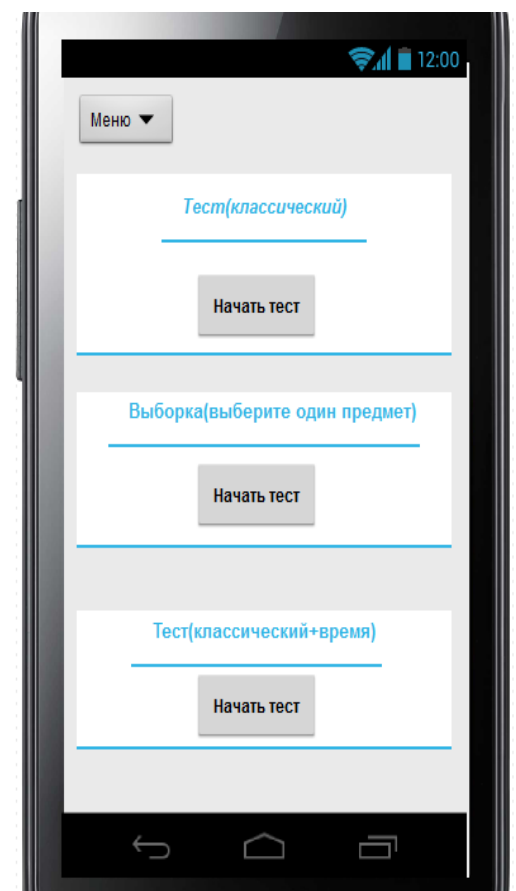 12:00
Меню
Тест(классический)
Начать тест
Выборка(выберите один предмет)
Начать тест
Тест(классический+время)
Начать тест